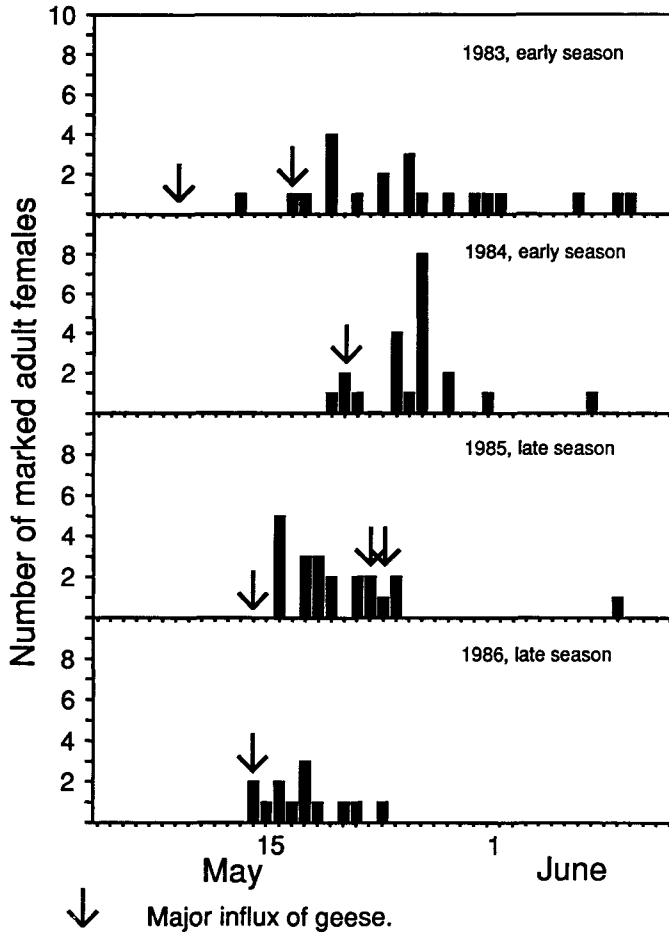 Number of marked adult females
10
8
6
4
2
1983, early season
8
6
4
2
1984, early season
8
6
4
2
1985, late season
8
6
4
2
1986, late season
15 1
May June
Major influx of geese.